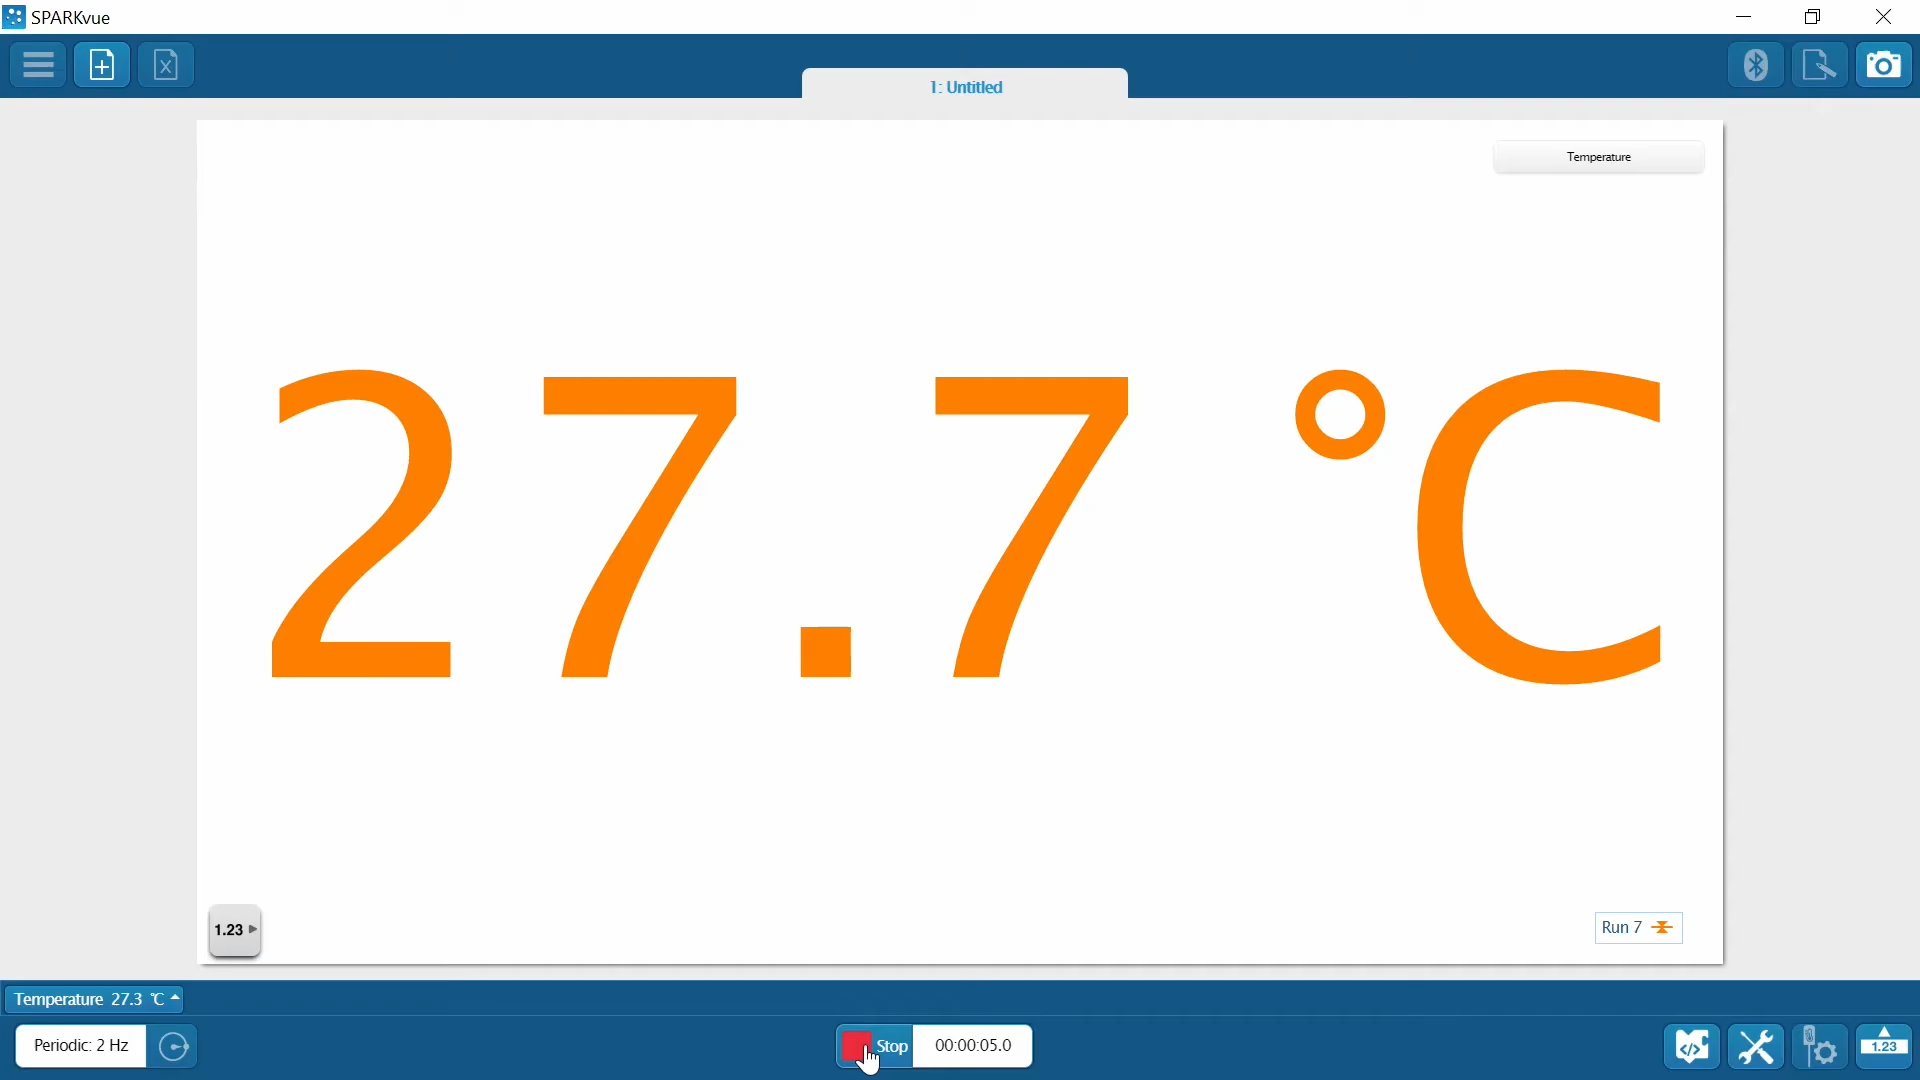 SPARKvue
1: Untitled
Temperature
27.7 °C
1.23
Run 7
Temperature 27.3 ℃
Periodic: 2 Hz
Stop
00:00:05.0
1.23